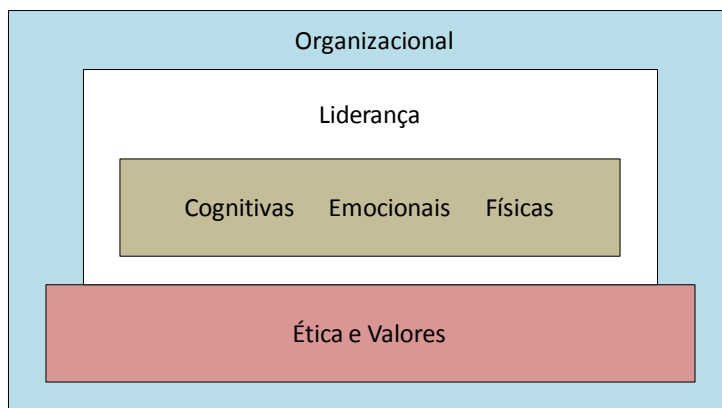 Organizacional
Liderança
Cognitivas Emocionais Físicas
Ética e Valores